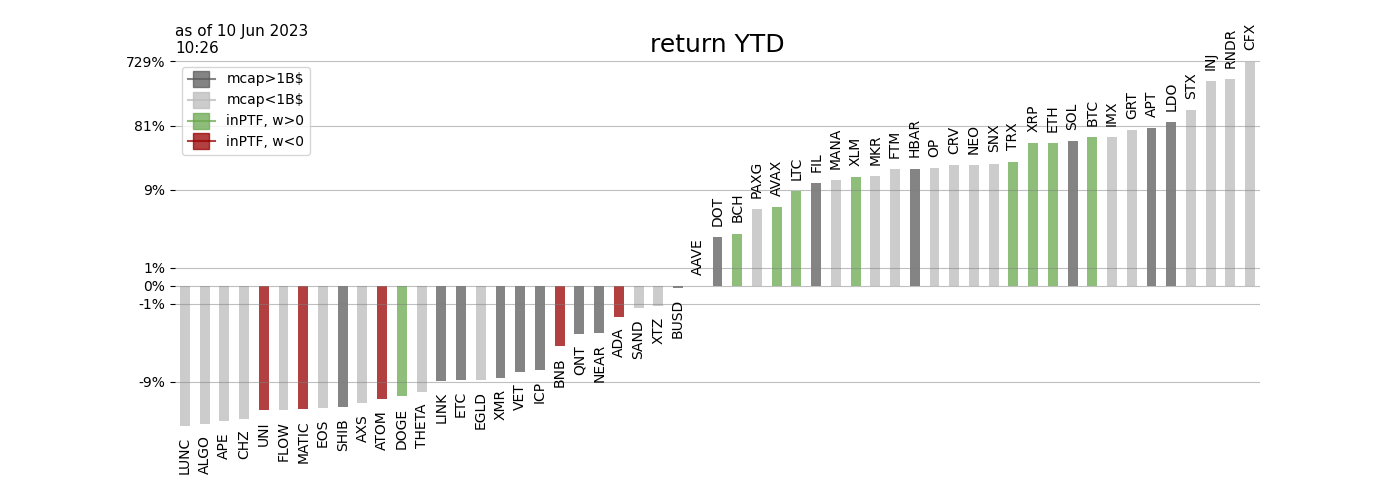 as of 10 Jun 2023
10:26
return YTD
729%
81%
9%
1%
0%
-1%
-9%
mcap>1B$
mcap<1B$
inPTF, w>0
inPTF, w<0
LUNC
ALGO
APE
CHZ
UNI
FLOW
MATIC
EOS
SHIB
AXS
ATOM
DOGE
THETA
LINK
ETC
EGLD
XMR
VET
ICP
BNB
QNT
NEAR
ADA
SAND
XTZ
BUSD
AAVE
DOT
BCH
PAXG
AVAX
LTC
FIL
MANA
XLM
MKR
FTM
HBAR
OP
CRV
NEO
SNX
TRX
XRP
ETH
SOL
BTC
IMX
GRT
APT
LDO
STX
INJ
RNDR
CFX